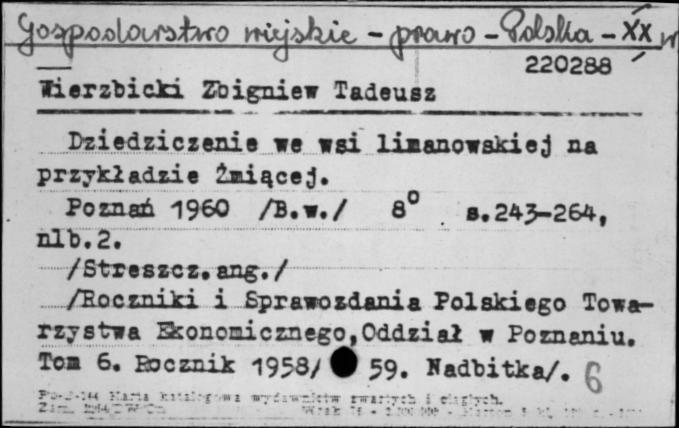 Gospodarstwo wiejskie – prawo – Polska – XX w
220288
Wierzbicki Zbigniew Tadeusz
Dziedziczenie we wsi limanowskiej na
przykładzie Żmiącej.
Poznań 1960 /B.w./ 8° s.243-264,
nlb.2.
/Streszcz.ang./
/Roczniki i Sprawozdania Polskiego Towa-
rzystwa Ekonomicznego,Oddział w Poznaniu.
Tom 6. Rocznik 1958/ 59. Nadbitka/. 6
Karta katalogowa wydawnictw zwartych i ciągłych.